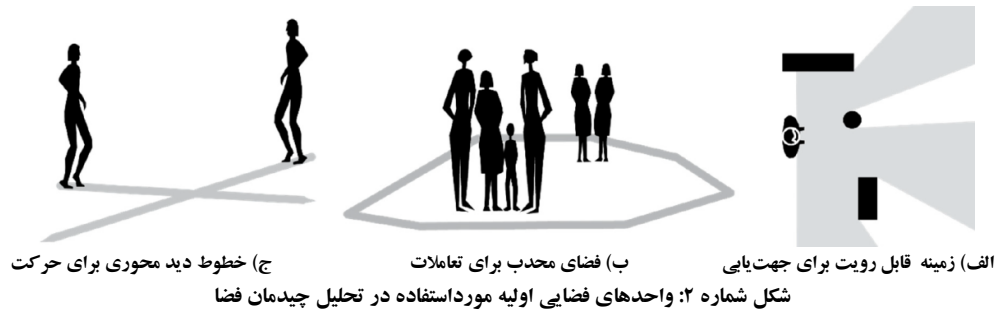 الف) زمینه قابل رویت برای جهت‌یابی
ب) فضای محدب برای تعاملات
ج) خطوط دید محوری برای حرکت
شکل شماره ۲: واحدهای فضایی اولیه مورداستفاده در تحلیل چیدمان فضا